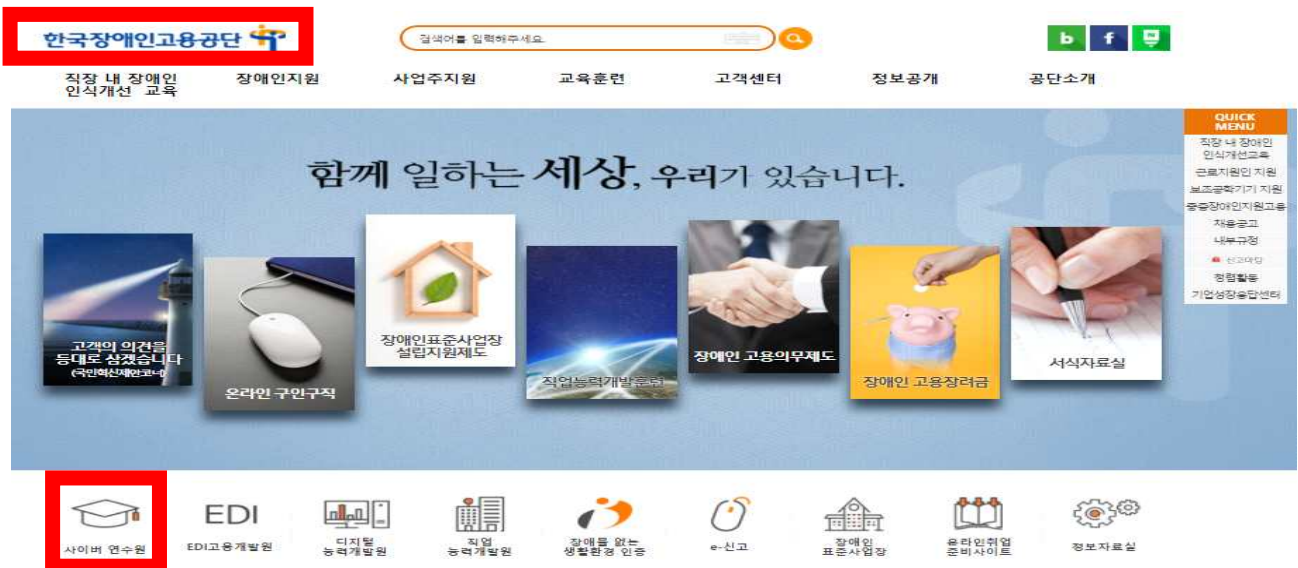 한국장애인고용공단
검색어를 입력해주세요.
b f
직장 내 장애인
인식개선 교육
장애인지원
사업주지원
교육훈련
고객센터
정보공개
공단소개
함께 일하는 세상, 우리가 있습니다.
고객의 의견을
등대로 삼겠습니다
(국민혁신제안코너)
온라인 구인구직
장애인표준사업장
설립지원제도
직업능력개발훈련
장애인 고용의무제도
장애인 고용장려금
서식자료실
QUICK
MENU
직장 내 장애인
인식개선교육
근로지원인 지원
보조공학기기 지원
중증장애인지원고용
채용공고
내부규정
신고마당
청렴활동
기업성장응답센터
사이버 연수원
EDI
EDI고용개발원
디지털
능력개발원
직업
능력개발원
장애물 없는
생활환경 인증
e-신고
장애인
표준사업장
온라인취업
준비사이트
정보자료실